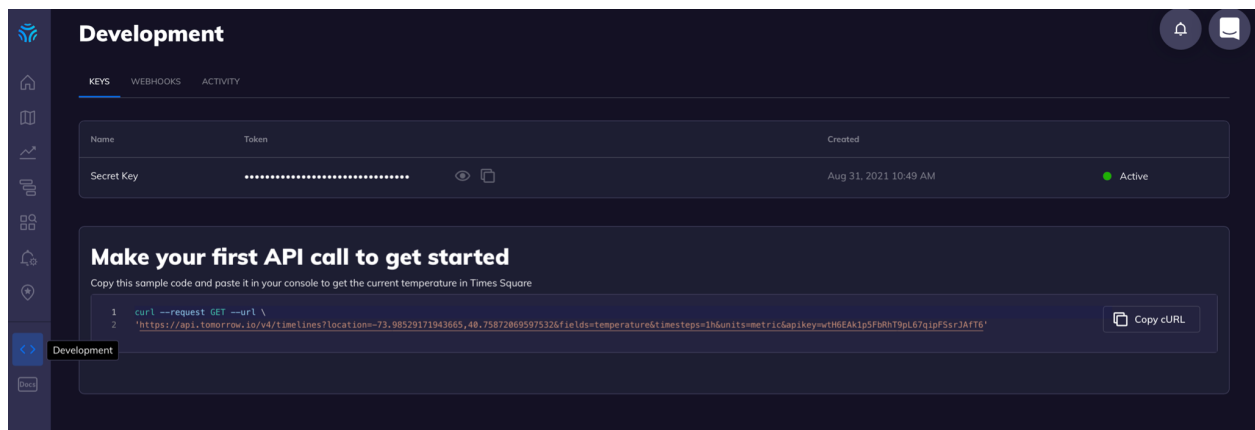 Development
KEYS WEBHOOKS ACTIVITY
Name Token Created
Secret Key •••••••••••••••••••••••••••••••• Aug 31, 2021 10:49 AM Active
Make your first API call to get started
Copy this sample code and paste it in your console to get the current temperature in Times Square
1 curl --request GET --url \
2 'https://api.tomorrow.io/v4/timelines?location=-73.98529171943665,40.75872069597532&fields=temperature&timesteps=1h&units=metric&apikey=wtH6EAk1p5FbRhT9pL67qipFSsrJAfT6'
Copy cURL
Development
Docs